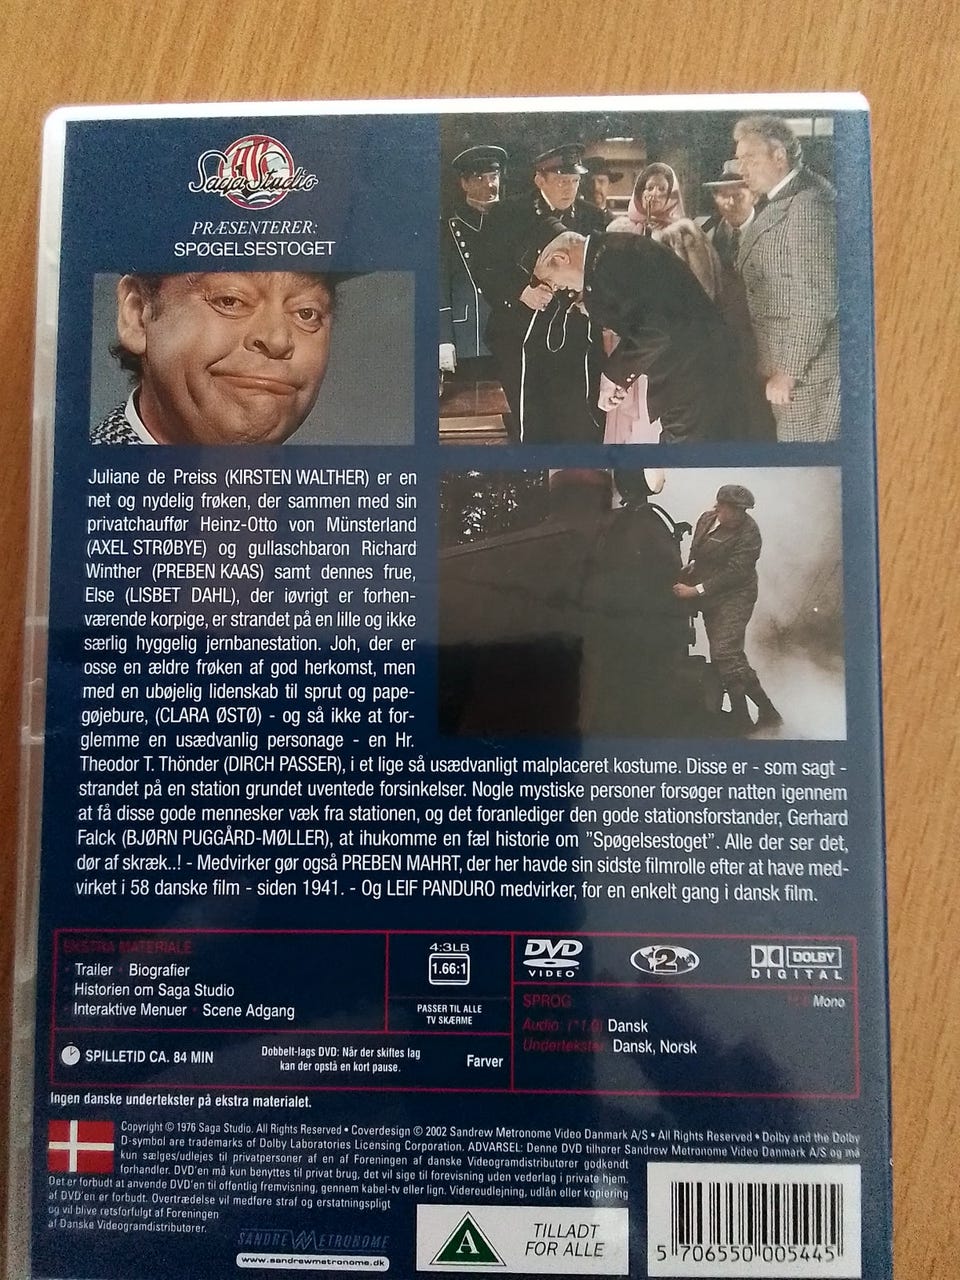 Saga Studio
PRÆSENTERER:
SPØGELSESTOGET
Juliane de Preiss (KIRSTEN WALTHER) er en
net og nydelig frøken, der sammen med sin
privatchauffør Heinz-Otto von Münsterland
(AXEL STRØBYE) og gullaschbaron Richard
Winther (PREBEN KAAS) samt dennes frue,
Else (LISBET DAHL), der iøvrigt er forhen-
værende korpige, er strandet på en lille og ikke
særlig hyggelig jernbanestation. Joh, der er
osse en ældre frøken af god herkomst, men
med en ubøjelig lidenskab til sprut og pape-
gøjebure, (CLARA ØSTØ) - og så ikke at for-
glemme en usædvanlig personage - en Hr.
Theodor T. Thönder (DIRCH PASSER), i et lige så usædvanligt malplaceret kostume. Disse er - som sagt -
strandet på en station grundet uventede forsinkelser. Nogle mystiske personer forsøger natten igennem
at få disse gode mennesker væk fra stationen, og det foranlediger den gode stationsforstander, Gerhard
Falck (BJØRN PUGGÅRD-MØLLER), at ihukomme en fæl historie om "Spøgelsestoget". Alle der ser det,
dør af skræk..! - Medvirker gør også PREBEN MAHRT, der her havde sin sidste filmrolle efter at have med-
virket i 58 danske film - siden 1941. - Og LEIF PANDURO medvirker, for en enkelt gang i dansk film.
EKSTRA MATERIALE
Trailer · Biografier
Historien om Saga Studio
Interaktive Menuer · Scene Adgang
4:3LB
1.66:1
PASSER TIL ALLE
TV SKÆRME
DVD
VIDEO
2
DOLBY
DIGITAL
SPROG
*1.0 Mono
Audio: (*1.0) Dansk
Undertekster: Dansk, Norsk
SPILLETID CA. 84 MIN
Dobbelt-lags DVD: Når der skiftes lag
kan der opstå en kort pause.
Farver
Ingen danske undertekster på ekstra materialet.
Copyright © 1976 Saga Studio. All Rights Reserved • Coverdesign © 2002 Sandrew Metronome Video Danmark A/S • All Rights Reserved • Dolby and the Dolby
D-symbol are trademarks of Dolby Laboratories Licensing Corporation. ADVARSEL: Denne DVD tilhører Sandrew Metronome Video Danmark A/S og må
kun sælges/udlejes til privatpersoner af en af Foreningen af danske Videogramdistributører godkendt
forhandler. DVD'en må kun benyttes til privat brug, det vil sige til forevisning uden vederlag i private hjem.
Det er forbudt at anvende DVD'en til offentlig fremvisning, gennem kabel-tv eller lign. Videreudlejning, udlån eller kopiering
af DVD'en er forbudt. Overtrædelse vil medføre straf og erstatningspligt
og vil blive retsforfulgt af Foreningen
af Danske Videogramdistributører.
SANDREW METRONOME
www.sandrewmetronome.dk
A
TILLADT
FOR ALLE
5 706550 005445